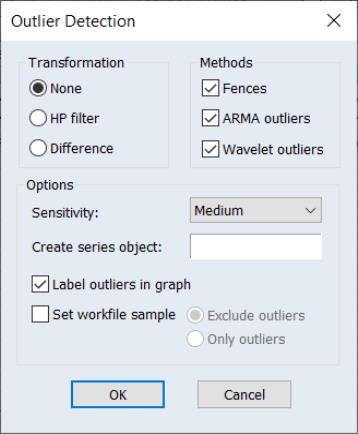 Outlier Detection
Transformation
None
HP filter
Difference
Methods
Fences
ARMA outliers
Wavelet outliers
Options
Sensitivity: Medium
Create series object:
Label outliers in graph
Set workfile sample
Exclude outliers
Only outliers
OK
Cancel